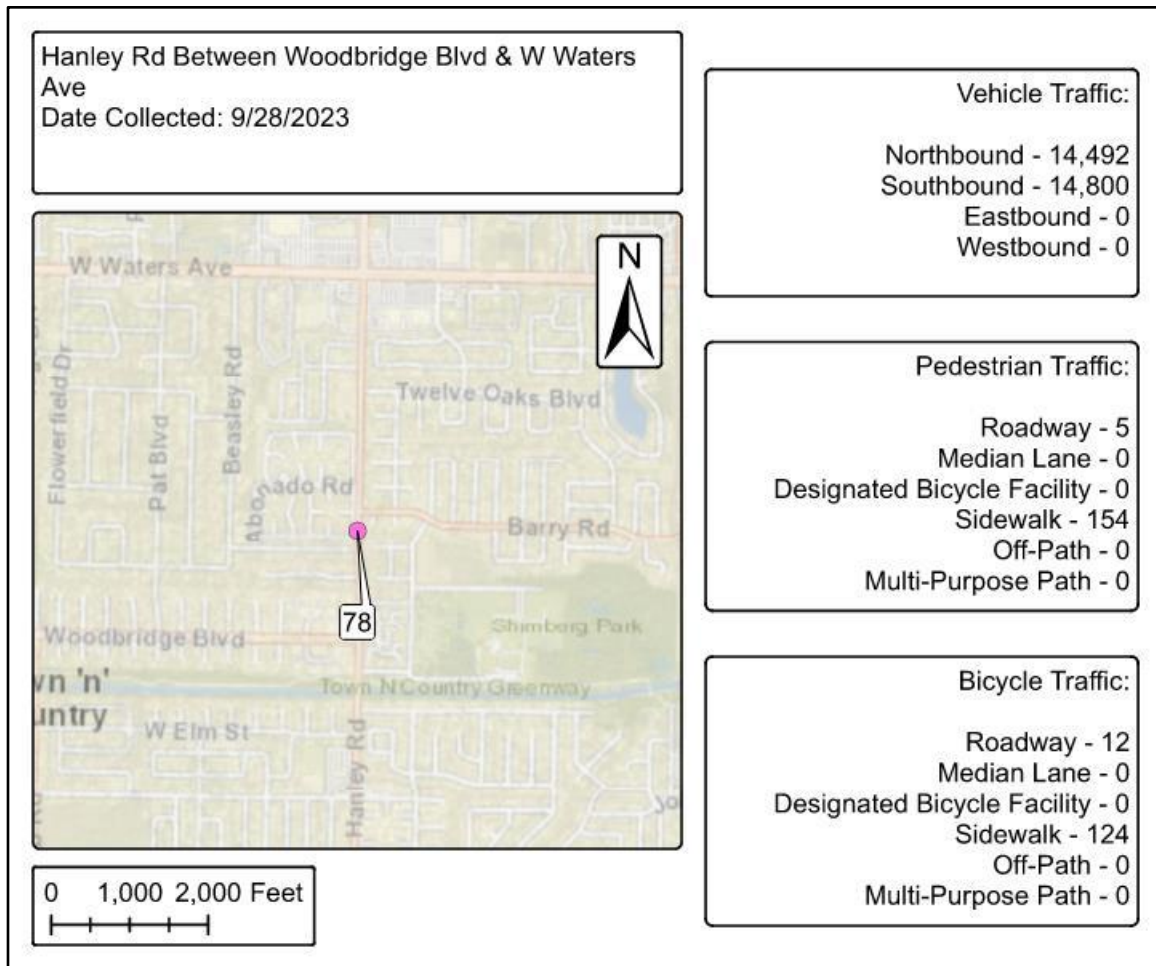 Hanley Rd Between Woodbridge Blvd & W Waters
Ave
Date Collected: 9/28/2023
Vehicle Traffic:
Northbound - 14,492
Southbound - 14,800
Eastbound - 0
Westbound - 0
Pedestrian Traffic:
Roadway - 5
Median Lane - 0
Designated Bicycle Facility - 0
Sidewalk - 154
Off-Path - 0
Multi-Purpose Path - 0
Bicycle Traffic:
Roadway - 12
Median Lane - 0
Designated Bicycle Facility - 0
Sidewalk - 124
Off-Path - 0
Multi-Purpose Path - 0
N
W Waters Ave
Flowerfield Dr
Pat Blvd
Beasley Rd
Twelve Oaks Blvd
ado Rd
Abo
Barry Rd
78
Woodbridge Blvd
Shimberg Park
wn 'n'
untry
Town N Country Greenway
W Elm St
Hanley Rd
0 1,000 2,000 Feet